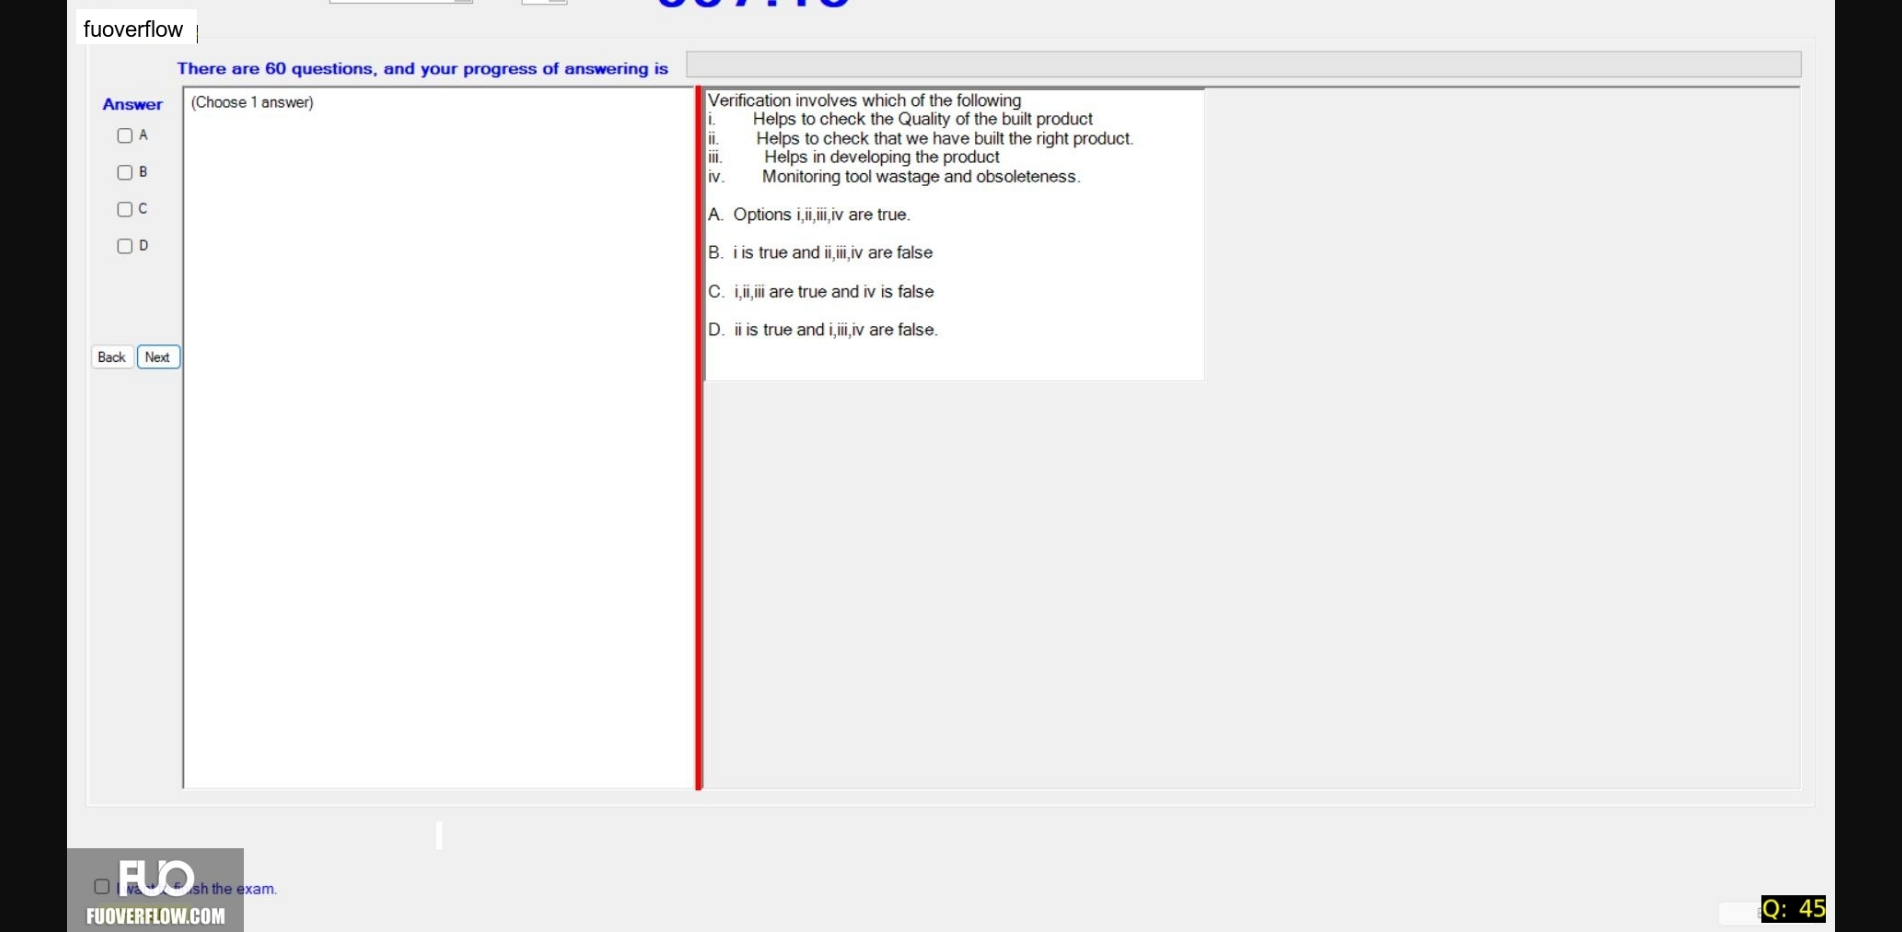 fuoverflow
There are 60 questions, and your progress of answering is
Answer
(Choose 1 answer)
A
B
C
D
Back
Next
Verification involves which of the following
i. Helps to check the Quality of the built product
ii. Helps to check that we have built the right product.
iii. Helps in developing the product
iv. Monitoring tool wastage and obsoleteness.
A. Options i,ii,iii,iv are true.
B. i is true and ii,iii,iv are false
C. i,ii,iii are true and iv is false
D. ii is true and i,iii,iv are false.
FUO
the exam.
FUOVERFLOW.COM
Q: 45